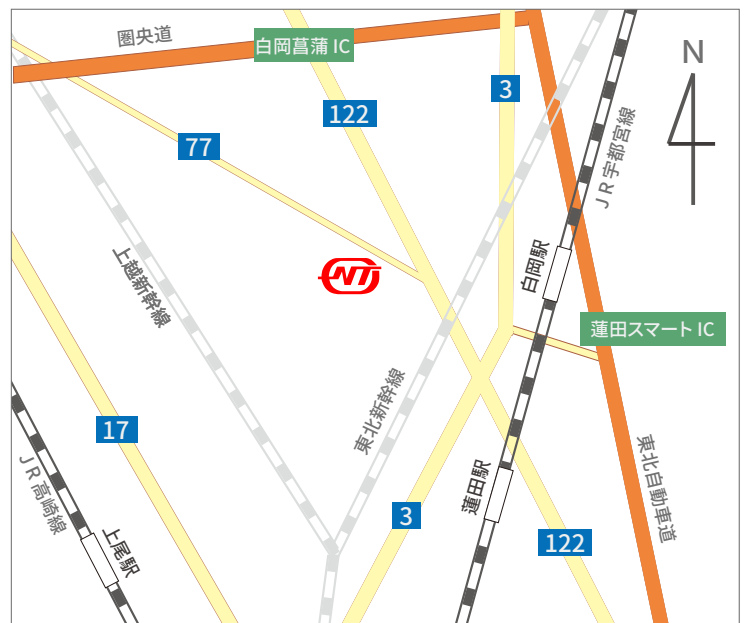 圏央道
白岡菖蒲 IC
N
3
122
77
JR宇都宮線
上越新幹線
NT
白岡駅
蓮田スマート IC
東北新幹線
17
東北自動車道
JR高崎線
蓮田駅
3
上尾駅
122